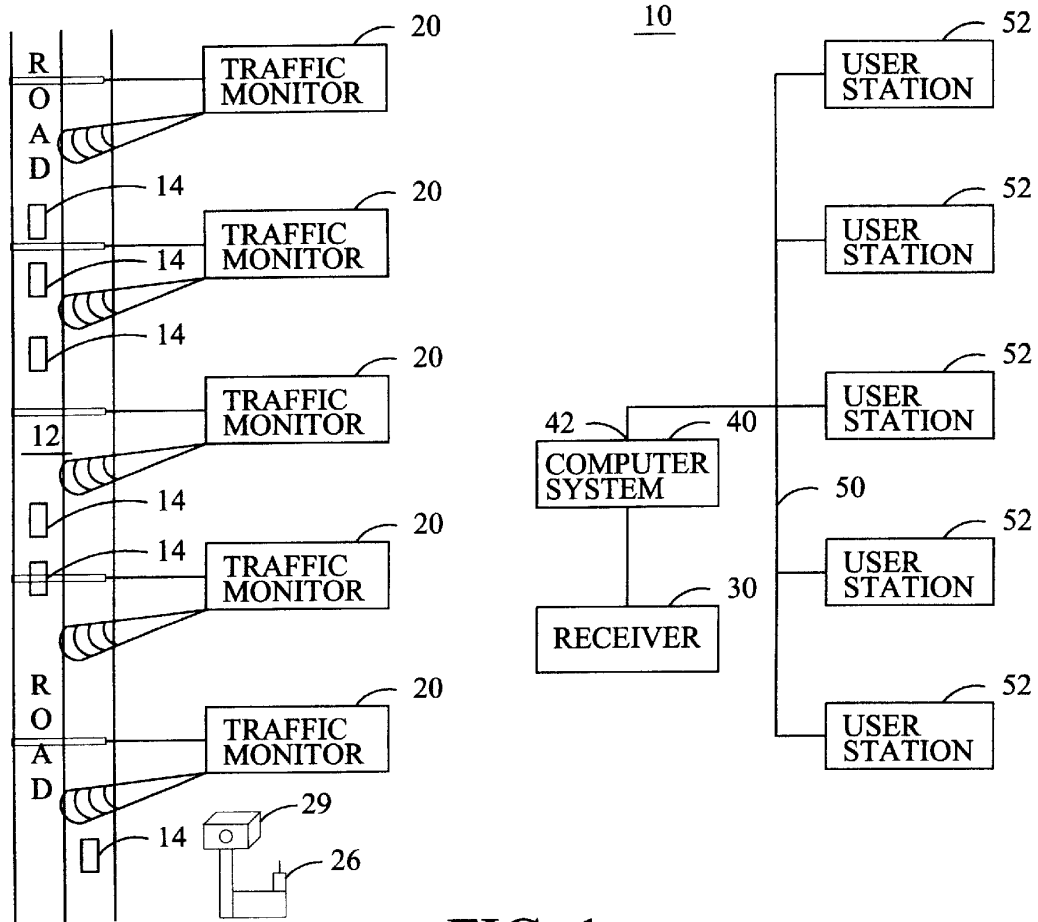 10
ROAD
20
TRAFFIC
MONITOR
14
20
TRAFFIC
MONITOR
14
14
20
TRAFFIC
MONITOR
12
14
20
TRAFFIC
MONITOR
14
ROAD
20
TRAFFIC
MONITOR
14
29
26
42
40
COMPUTER
SYSTEM
30
RECEIVER
50
52
USER
STATION
52
USER
STATION
52
USER
STATION
52
USER
STATION
52
USER
STATION